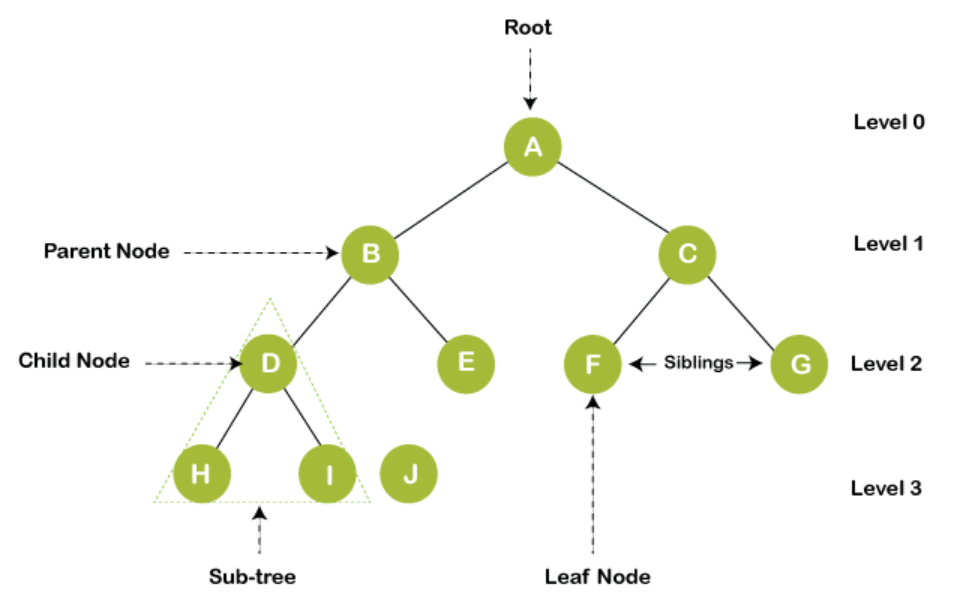 Root
Level 0
A
Level 1
Parent Node
B
C
Child Node
D
E
F
Siblings
G
Level 2
H
I
J
Level 3
Sub-tree
Leaf Node